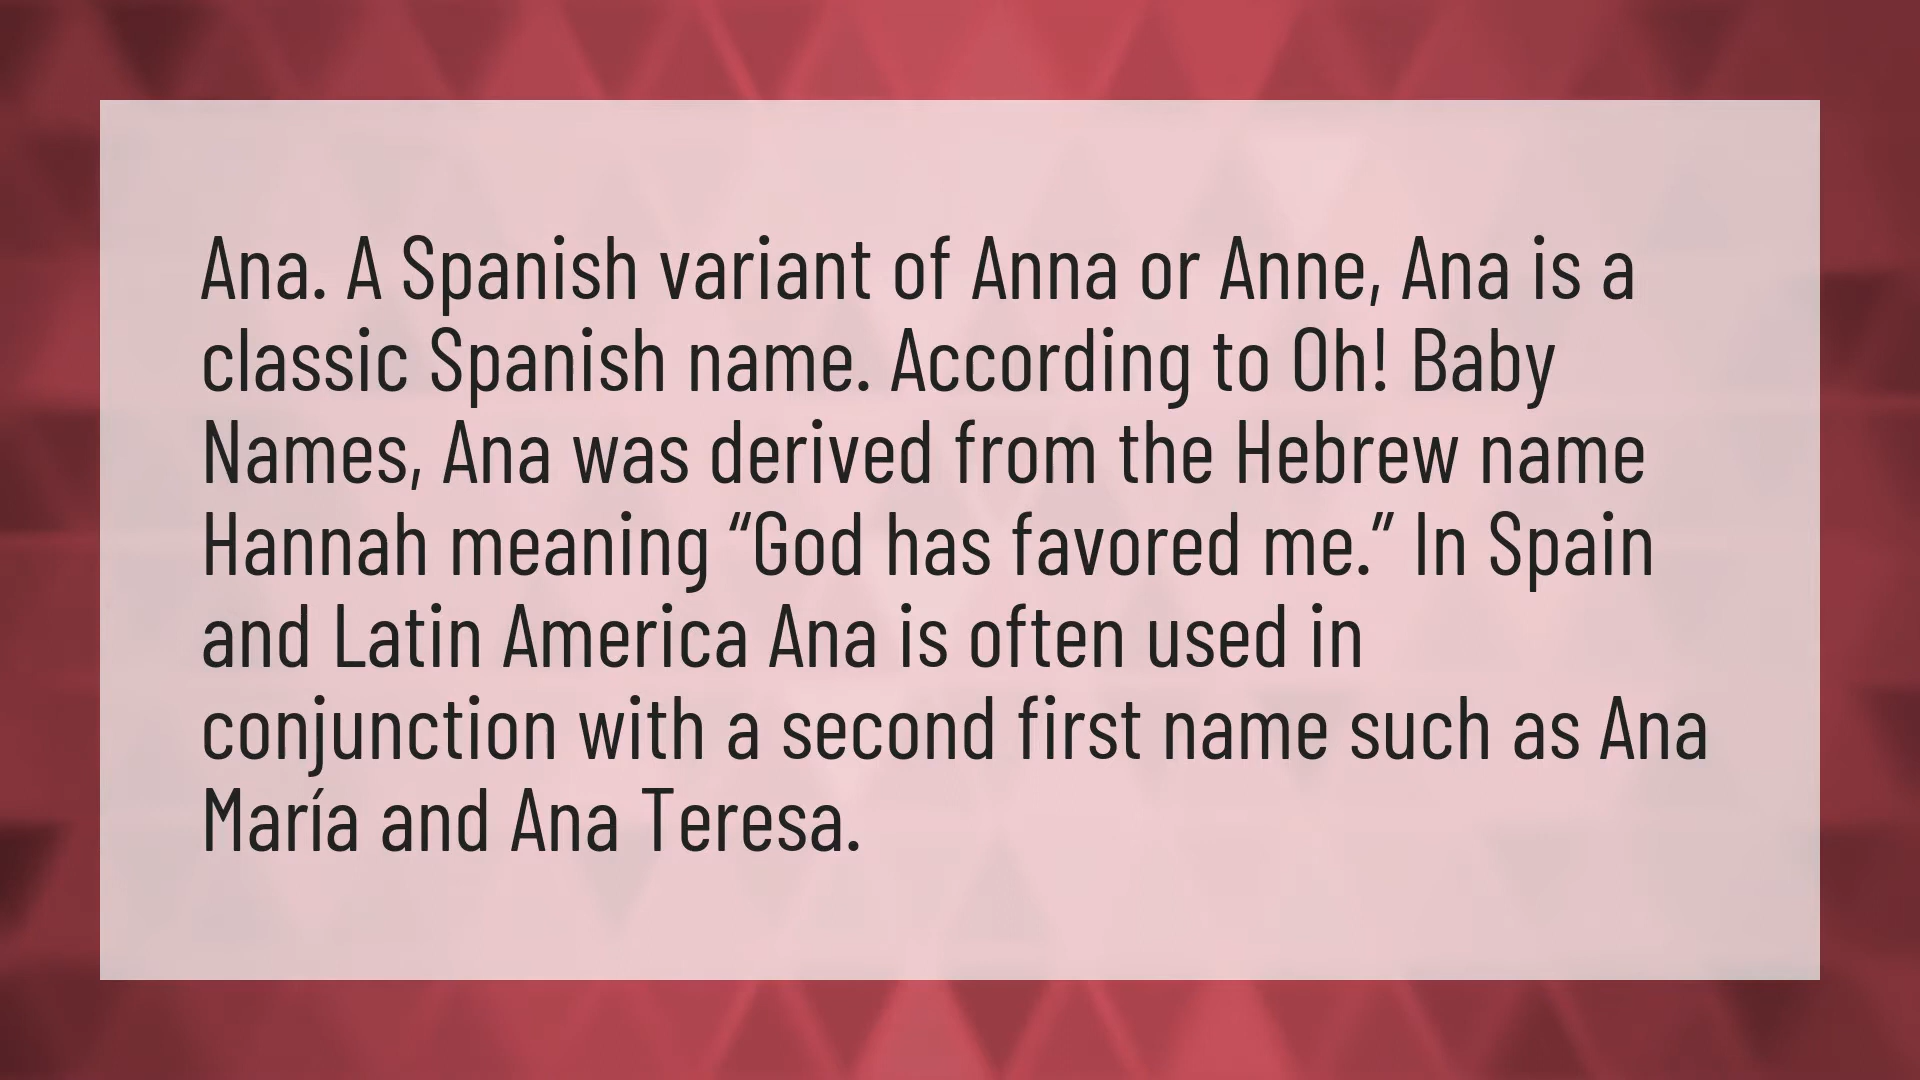 Ana. A Spanish variant of Anna or Anne, Ana is a
classic Spanish name. According to Oh! Baby
Names, Ana was derived from the Hebrew name
Hannah meaning “God has favored me.” In Spain
and Latin America Ana is often used in
conjunction with a second first name such as Ana
María and Ana Teresa.